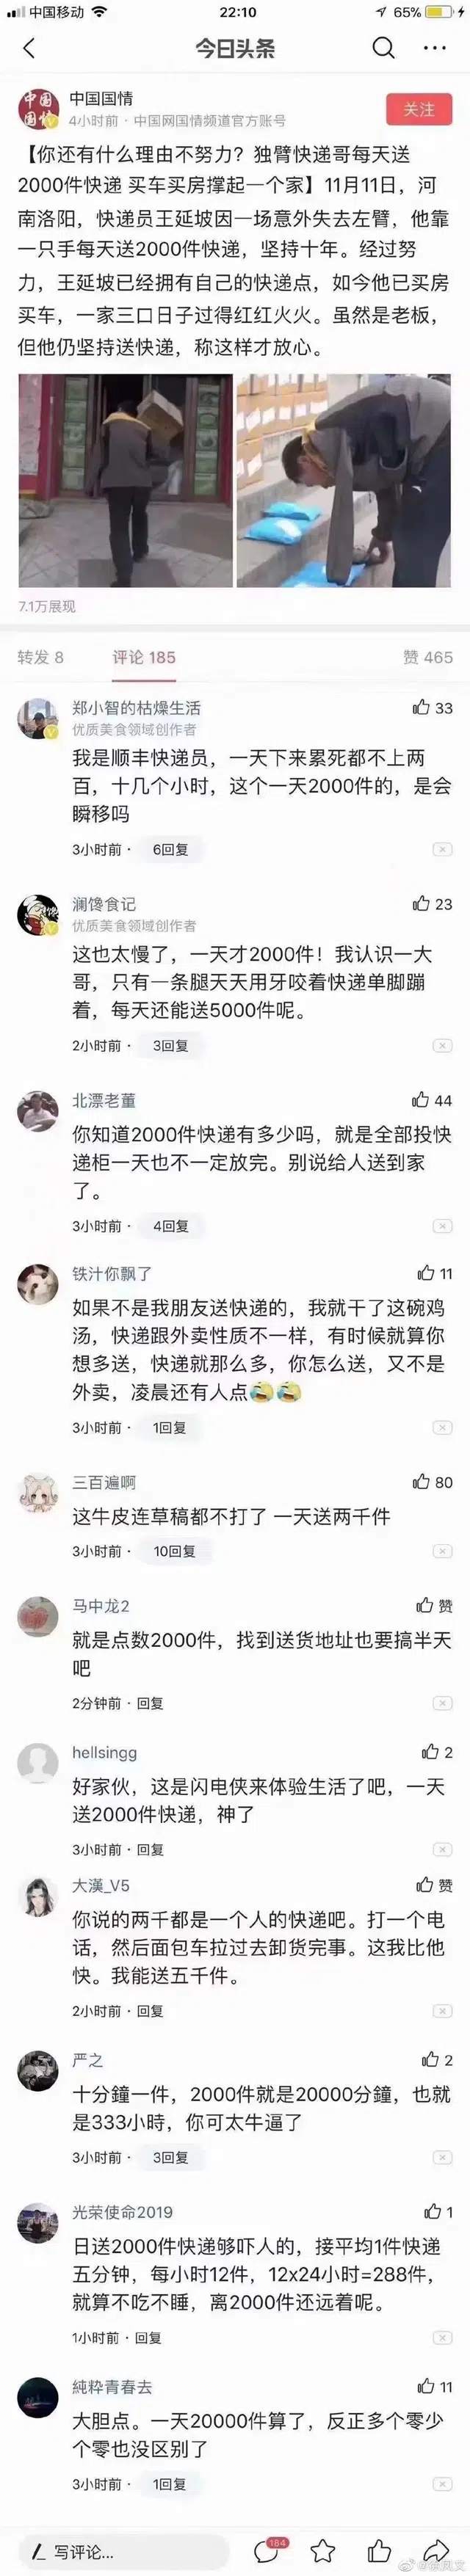 中国移动
22:10
65%
今日头条
中国国情
中国国情
4小时前 · 中国网国情频道官方账号
关注
【你还有什么理由不努力？独臂快递哥每天送
2000件快递 买车买房撑起一个家】11月11日，河
南洛阳，快递员王延坡因一场意外失去左臂，他靠
一只手每天送2000件快递，坚持十年。经过努
力，王延坡已经拥有自己的快递点，如今他已买房
买车，一家三口日子过得红红火火。虽然是老板，
但他仍坚持送快递，称这样才放心。
7.1万展现
转发 8
评论 185
赞 465
郑小智的枯燥生活
33
优质美食领域创作者
我是顺丰快递员，一天下来累死都不上两
百，十几个小时，这个一天2000件的，是会
瞬移吗
3小时前 · 6回复
澜馋食记
23
优质美食领域创作者
这也太慢了，一天才2000件！我认识一大
哥，只有一条腿天天用牙咬着快递单脚蹦
着，每天还能送5000件呢。
2小时前 · 3回复
北漂老董
44
你知道2000件快递有多少吗，就是全部投快
递柜一天也不一定放完。别说给人送到家
了。
3小时前 · 4回复
铁汁你飘了
11
如果不是我朋友送快递的，我就干了这碗鸡
汤，快递跟外卖性质不一样，有时候就算你
想多送，快递就那么多，你怎么送，又不是
外卖，凌晨还有人点😂😂
3小时前 · 1回复
三百遍啊
80
这牛皮连草稿都不打了 一天送两千件
3小时前 · 10回复
马中龙2
赞
就是点数2000件，找到送货地址也要搞半天
吧
2分钟前 · 回复
hellsingg
2
好家伙，这是闪电侠来体验生活了吧，一天
送2000件快递，神了
3小时前 · 回复
大漢_V5
赞
你说的两千都是一个人的快递吧。打一个电
话，然后面包车拉过去卸货完事。这我比他
快。我能送五千件。
2小时前 · 回复
严之
2
十分鐘一件，2000件就是20000分鐘，也就
是333小時，你可太牛逼了
3小时前 · 3回复
光荣使命2019
1
日送2000件快递够吓人的，接平均1件快递
五分钟，每小时12件，12x24小时=288件，
就算不吃不睡，离2000件还远着呢。
1小时前 · 回复
純粋青春去
11
大胆点。一天20000件算了，反正多个零少
个零也没区别了
3小时前 · 1回复
写评论...
184